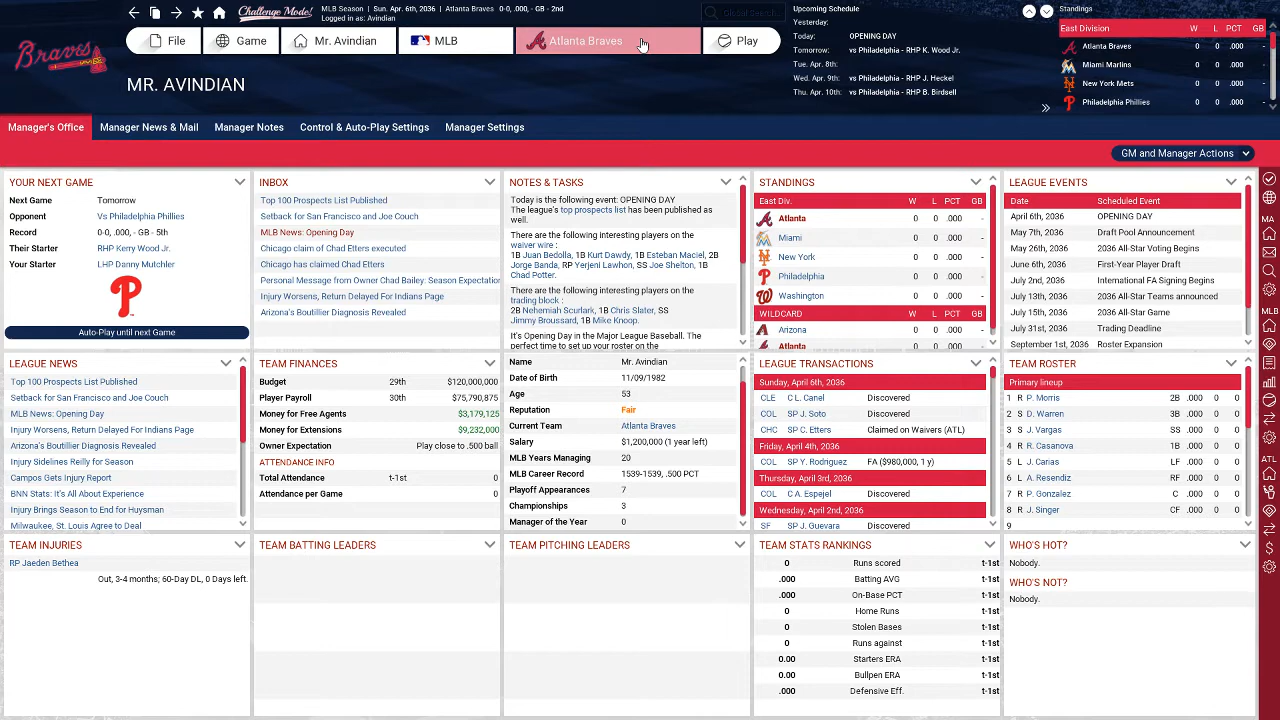 Challenge Mode!
MLB Season | Sun. Apr. 6th, 2036 | Atlanta Braves 0-0, .000, - GB - 2nd
Logged in as: Avindian
Global Search...
File
Game
Mr. Avindian
MLB
Atlanta Braves
Play
Braves
MR. AVINDIAN
Upcoming Schedule
Yesterday:
Today: OPENING DAY
Tomorrow: vs Philadelphia - RHP K. Wood Jr.
Tue. Apr. 8th:
Wed. Apr. 9th: vs Philadelphia - RHP J. Heckel
Thu. Apr. 10th: vs Philadelphia - RHP B. Birdsell
Standings
East Division W L PCT GB
Atlanta Braves 0 0 .000 -
Miami Marlins 0 0 .000 -
New York Mets 0 0 .000 -
Philadelphia Phillies 0 0 .000 -
Manager's Office
Manager News & Mail
Manager Notes
Control & Auto-Play Settings
Manager Settings
GM and Manager Actions
YOUR NEXT GAME
Next Game Tomorrow
Opponent Vs Philadelphia Phillies
Record 0-0, .000, - GB - 5th
Their Starter RHP Kerry Wood Jr.
Your Starter LHP Danny Mutchler
Auto-Play until next Game
INBOX
Top 100 Prospects List Published
Setback for San Francisco and Joe Couch
MLB News: Opening Day
Chicago claim of Chad Etters executed
Chicago has claimed Chad Etters
Personal Message from Owner Chad Bailey: Season Expectation
Injury Worsens, Return Delayed For Indians Page
Arizona's Boutillier Diagnosis Revealed
NOTES & TASKS
Today is the following event: OPENING DAY
The league's top prospects list has been published as
well.
There are the following interesting players on the
waiver wire :
1B Juan Bedolla, 1B Kurt Dawdy, 1B Esteban Maciel, 2B
Jorge Banda, RP Yerjeni Lawhon, SS Joe Shelton, 1B
Chad Potter.
There are the following interesting players on the
trading block :
2B Nehemiah Scurlark, 1B Chris Slater, SS
Jimmy Broussard, 1B Mike Knoop.
It's Opening Day in the Major League Baseball. The
perfect time to set up your roster on the
STANDINGS
East Div. W L PCT GB
Atlanta 0 0 .000 -
Miami 0 0 .000 -
New York 0 0 .000 -
Philadelphia 0 0 .000 -
Washington 0 0 .000 -
WILDCARD W L PCT GB
Arizona 0 0 .000 -
Atlanta 0 0 .000 -
LEAGUE EVENTS
Date Scheduled Event
April 6th, 2036 OPENING DAY
May 7th, 2036 Draft Pool Announcement
May 26th, 2036 2036 All-Star Voting Begins
June 6th, 2036 First-Year Player Draft
July 2nd, 2036 International FA Signing Begins
July 13th, 2036 2036 All-Star Teams announced
July 15th, 2036 2036 All-Star Game
July 31st, 2036 Trading Deadline
September 1st, 2036 Roster Expansion
LEAGUE NEWS
Top 100 Prospects List Published
Setback for San Francisco and Joe Couch
MLB News: Opening Day
Injury Worsens, Return Delayed For Indians Page
Arizona's Boutillier Diagnosis Revealed
Injury Sidelines Reilly for Season
Campos Gets Injury Report
BNN Stats: It's All About Experience
Injury Brings Season to End for Huysman
Milwaukee, St. Louis Agree to Deal
TEAM FINANCES
Budget 29th $120,000,000
Player Payroll 30th $75,790,875
Money for Free Agents $3,179,125
Money for Extensions $9,232,000
Owner Expectation Play close to .500 ball
ATTENDANCE INFO
Total Attendance t-1st 0
Attendance per Game 0
Name Mr. Avindian
Date of Birth 11/09/1982
Age 53
Reputation Fair
Current Team Atlanta Braves
Salary $1,200,000 (1 year left)
MLB Years Managing 20
MLB Career Record 1539-1539, .500 PCT
Playoff Appearances 7
Championships 3
Manager of the Year 0
LEAGUE TRANSACTIONS
Sunday, April 6th, 2036
CLE C L. Canel Discovered
COL SP J. Soto Discovered
CHC SP C. Etters Claimed on Waivers (ATL)
Friday, April 4th, 2036
COL SP Y. Rodriguez FA ($980,000, 1 y)
Thursday, April 3rd, 2036
COL C A. Espejel Discovered
Wednesday, April 2nd, 2036
SF SP J. Guevara Discovered
TEAM ROSTER
Primary lineup
1 R P. Morris 2B .000 0 0
2 S D. Warren 3B .000 0 0
3 S J. Vargas SS .000 0 0
4 R R. Casanova 1B .000 0 0
5 L J. Carias LF .000 0 0
6 L A. Resendiz RF .000 0 0
7 R P. Gonzalez C .000 0 0
8 R J. Singer CF .000 0 0
9
TEAM INJURIES
RP Jaeden Bethea
Out, 3-4 months; 60-Day DL, 0 Days left.
TEAM BATTING LEADERS
TEAM PITCHING LEADERS
TEAM STATS RANKINGS
0 Runs scored t-1st
.000 Batting AVG t-1st
.000 On-Base PCT t-1st
0 Home Runs t-1st
0 Stolen Bases t-1st
0 Runs against t-1st
0.00 Starters ERA t-1st
0.00 Bullpen ERA t-1st
.000 Defensive Eff. t-1st
WHO'S HOT?
Nobody.
WHO'S NOT?
Nobody.
MA
MLB
ATL